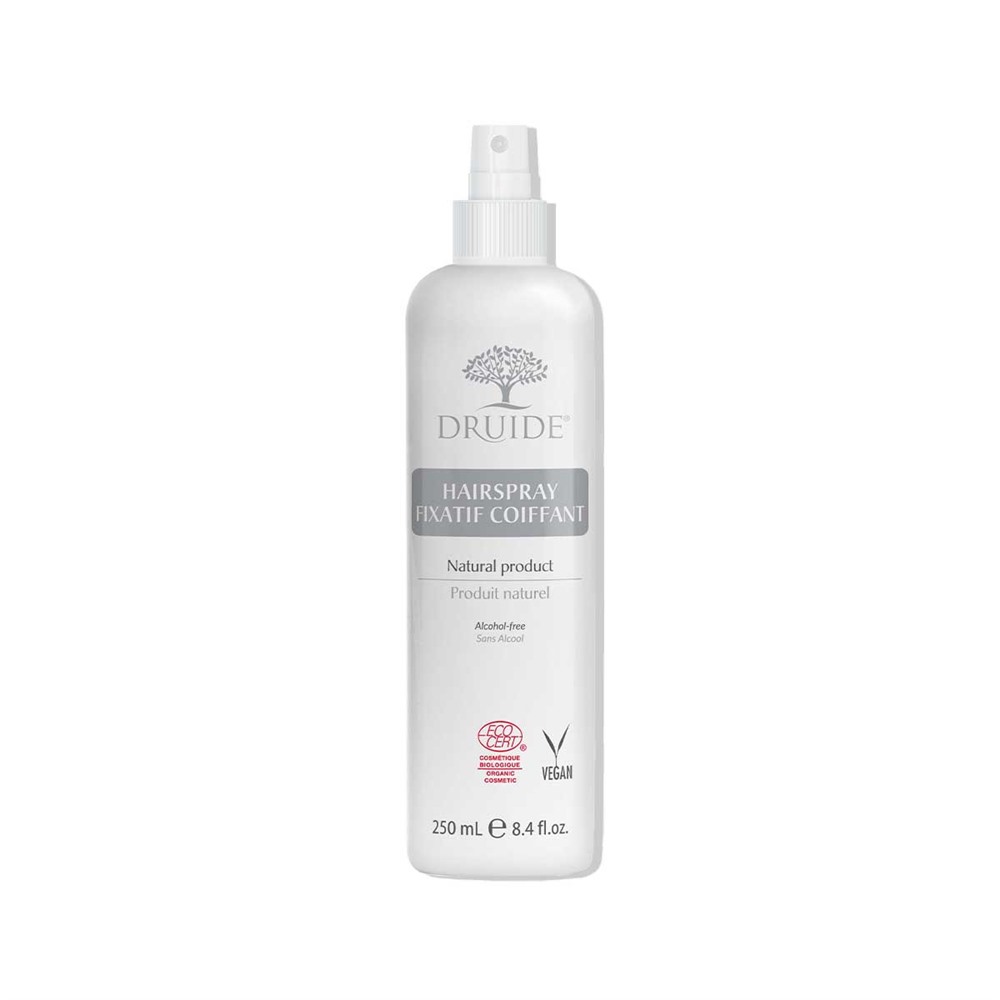 DRUIDE®
HAIRSPRAY
FIXATIF COIFFANT
Natural product
Produit naturel
Alcohol-free
Sans Alcool
ECO
CERT®
COSMÉTIQUE
BIOLOGIQUE
ORGANIC
COSMETIC
VEGAN
250 mL ℮ 8.4 fl.oz.